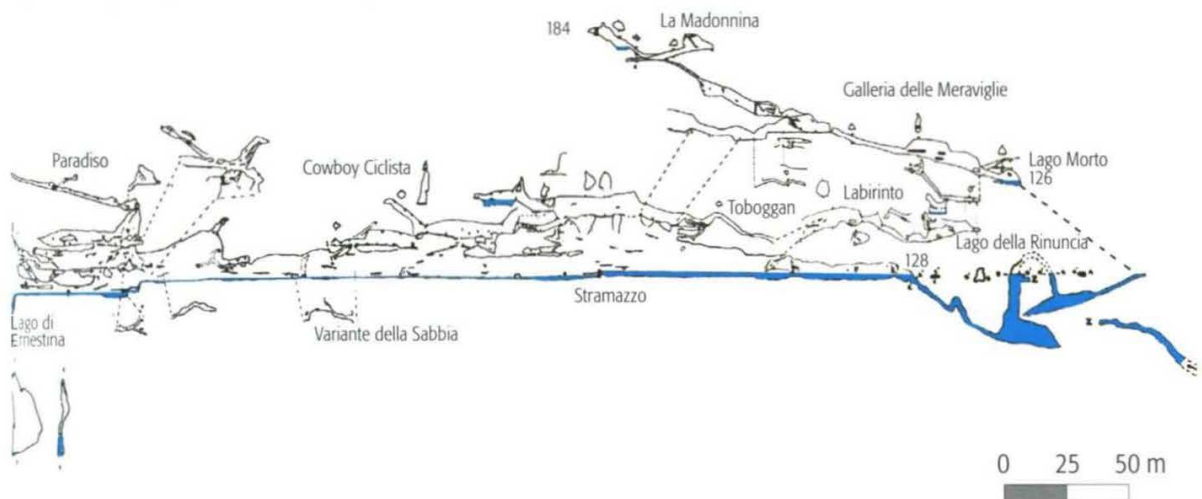 184
La Madonnina
Galleria delle Meraviglie
Paradiso
Cowboy Ciclista
Lago Morto
126
Labirinto
Toboggan
Lago della Rinuncia
128
Stramazzo
Lago di
Ernestina
Variante della Sabbia
0 25 50 m